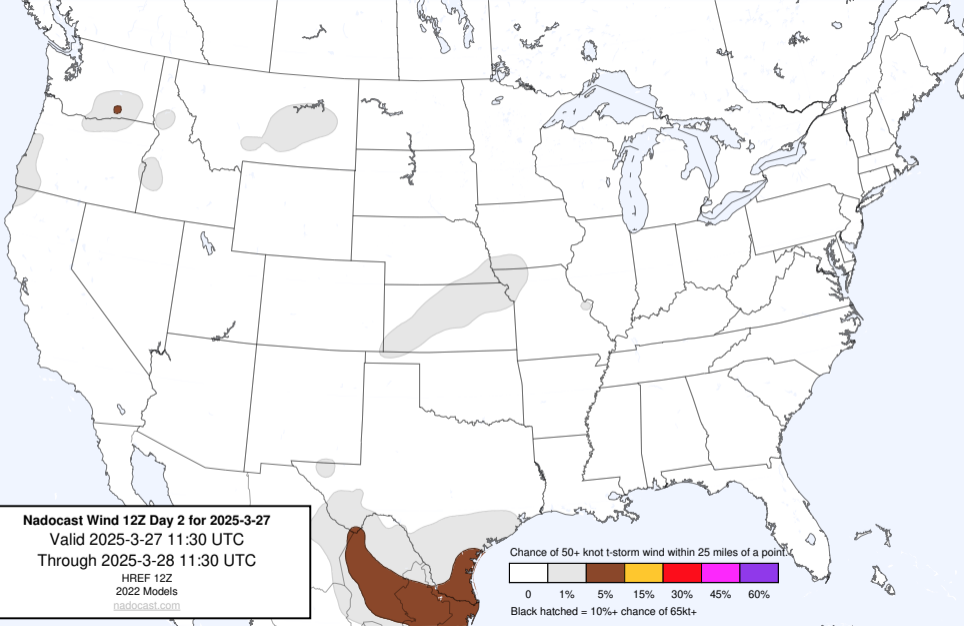 Nadocast Wind 12Z Day 2 for 2025-3-27
Valid 2025-3-27 11:30 UTC
Through 2025-3-28 11:30 UTC
HREF 12Z
2022 Models
nadocast.com
Chance of 50+ knot t-storm wind within 25 miles of a point.
0 1% 5% 15% 30% 45% 60%
Black hatched = 10%+ chance of 65kt+